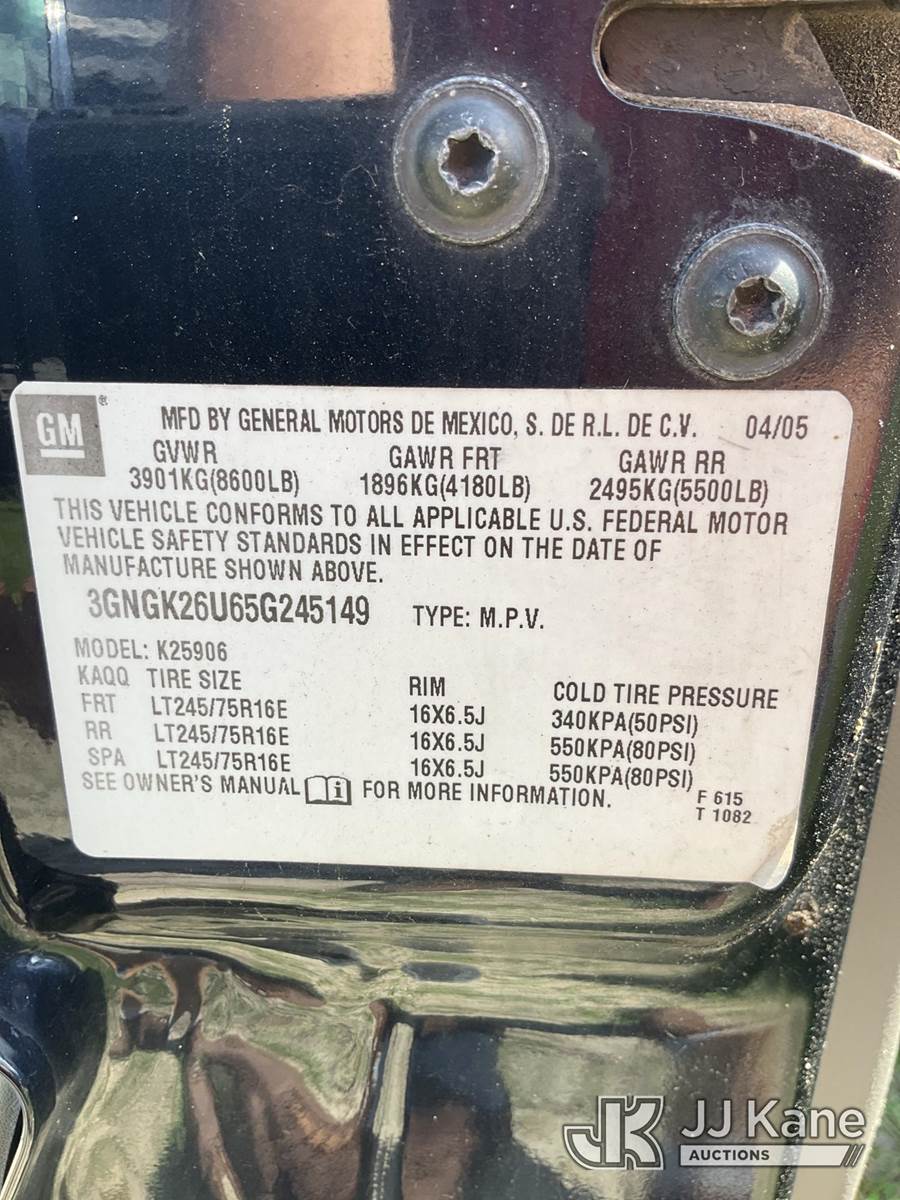 GM ®
MFD BY GENERAL MOTORS DE MEXICO, S. DE R.L. DE C.V. 04/05
GVWR GAWR FRT GAWR RR
3901KG(8600LB) 1896KG(4180LB) 2495KG(5500LB)
THIS VEHICLE CONFORMS TO ALL APPLICABLE U.S. FEDERAL MOTOR
VEHICLE SAFETY STANDARDS IN EFFECT ON THE DATE OF
MANUFACTURE SHOWN ABOVE.
3GNGK26U65G245149 TYPE: M.P.V.
MODEL: K25906
KAQQ TIRE SIZE RIM COLD TIRE PRESSURE
FRT LT245/75R16E 16X6.5J 340KPA(50PSI)
RR LT245/75R16E 16X6.5J 550KPA(80PSI)
SPA LT245/75R16E 16X6.5J 550KPA(80PSI)
SEE OWNER'S MANUAL i FOR MORE INFORMATION.
F 615
T 1082
JK JJ Kane
AUCTIONS